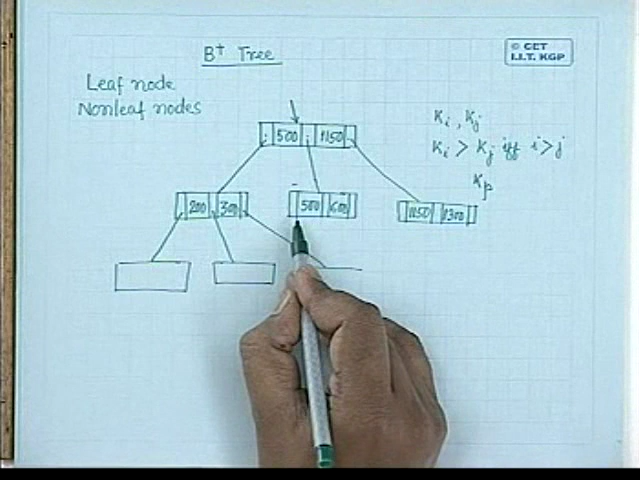 B+ Tree
© CET
I.I.T. KGP
Leaf node
Nonleaf nodes
Ki , Kj
Ki > Kj iff i>j
Kp
500 1150
200 300
500 600
1150 1300